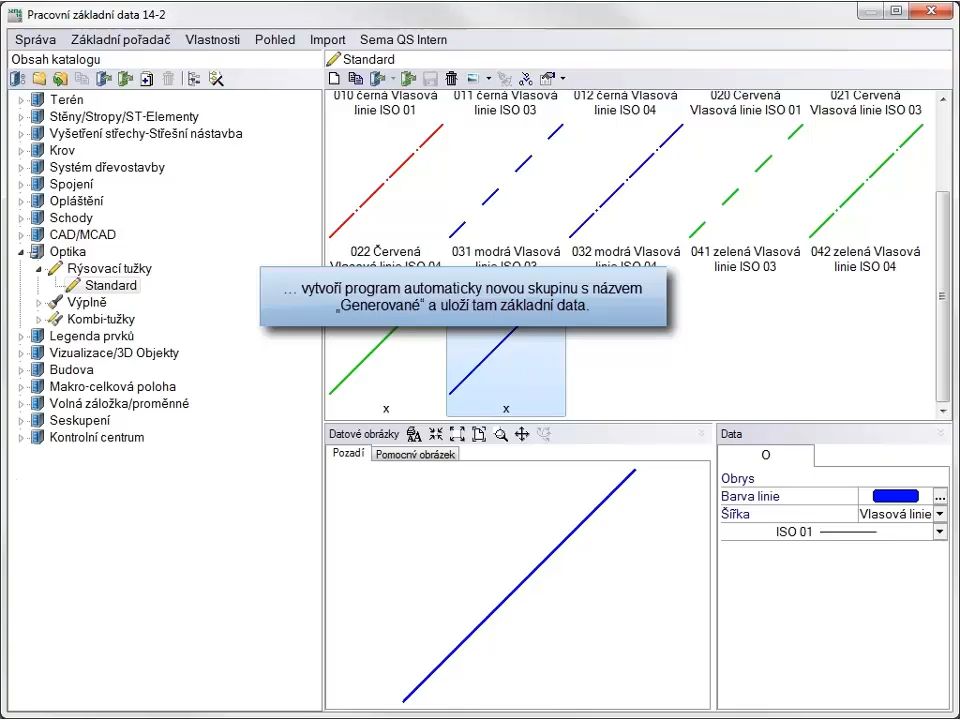 Pracovní základní data 14-2
Správa Základní pořadač Vlastnosti Pohled Import Sema QS Intern
Obsah katalogu
Standard
Terén
Stěny/Stropy/ST-Elementy
Vyšetření střechy-Střešní nástavba
Krov
Systém dřevostavby
Spojení
Opláštění
Schody
CAD/MCAD
Optika
Rýsovací tužky
Standard
Výplně
Kombi-tužky
Legenda prvků
Vizualizace/3D Objekty
Budova
Makro-celková poloha
Volná záložka/proměnné
Seskupení
Kontrolní centrum
010 černá Vlasová
linie ISO 01
011 černá Vlasová
linie ISO 03
012 černá Vlasová
linie ISO 04
020 Červená
Vlasová linie ISO 01
021 Červená
Vlasová linie ISO 03
022 Červená
Vlasová linie ISO 04
031 modrá Vlasová
032 modrá Vlasová
041 zelená Vlasová
linie ISO 03
042 zelená Vlasová
linie ISO 04
... vytvoří program automaticky novou skupinu s názvem
„Generované“ a uloží tam základní data.
x
x
Datové obrázky
Pozadí Pomocný obrázek
Data
O
Obrys
Barva linie ...
Šířka Vlasová linie
ISO 01